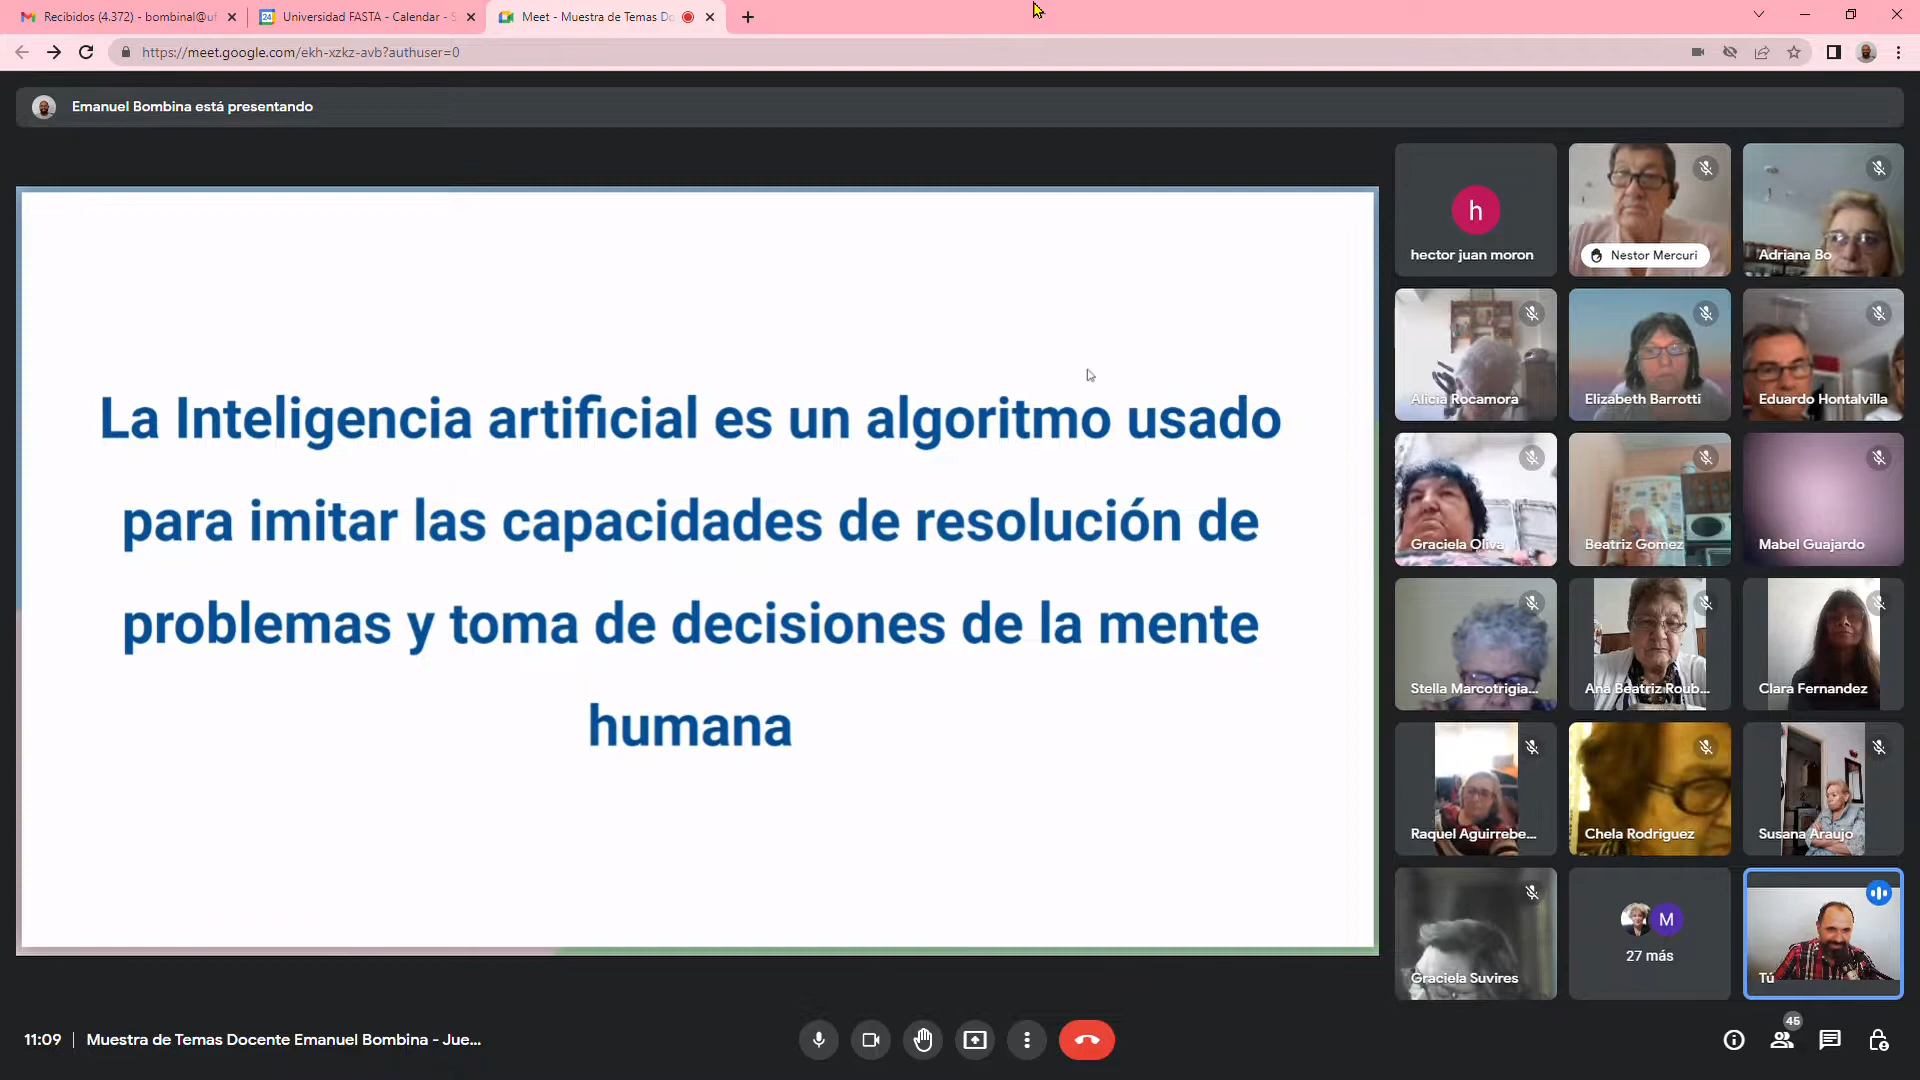 Recibidos (4.372) - bombinal@uf
Universidad FASTA - Calendar - S
Meet - Muestra de Temas Do
https://meet.google.com/ekh-xzkz-avb?authuser=0
Emanuel Bombina está presentando
La Inteligencia artificial es un algoritmo usado
para imitar las capacidades de resolución de
problemas y toma de decisiones de la mente
humana
h
hector juan moron
Nestor Mercuri
Adriana Bo
Alicia Rocamora
Elizabeth Barrotti
Eduardo Hontalvilla
Graciela Oliva
Beatriz Gomez
Mabel Guajardo
Stella Marcotrigia...
Ana Beatriz Roub...
Clara Fernandez
Raquel Aguirrebe...
Chela Rodriguez
Susana Araujo
Graciela Suvires
M
27 más
Tú
11:09 | Muestra de Temas Docente Emanuel Bombina - Jue...
45